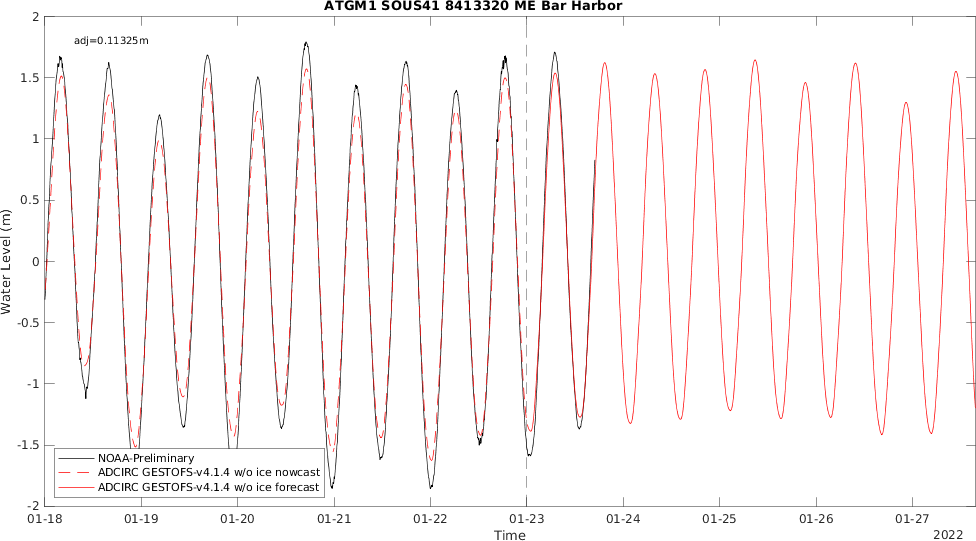 ATGM1 SOUS41 8413320 ME Bar Harbor
adj=0.11325m
Water Level (m)
2
1.5
1
0.5
0
-0.5
-1
-1.5
-2
NOAA-Preliminary
ADCIRC GESTOFS-v4.1.4 w/o ice nowcast
ADCIRC GESTOFS-v4.1.4 w/o ice forecast
01-18 01-19 01-20 01-21 01-22 01-23 01-24 01-25 01-26 01-27
Time
2022